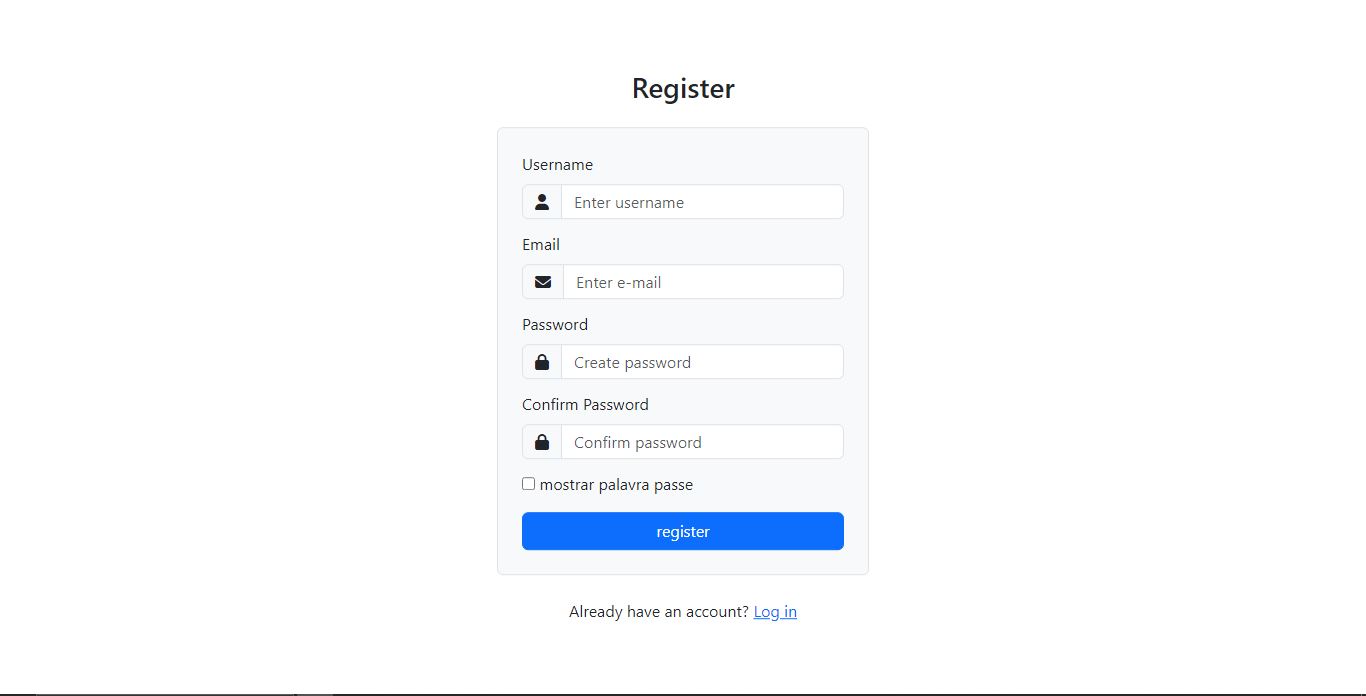 Register
Username
Enter username
Email
Enter e-mail
Password
Create password
Confirm Password
Confirm password
mostrar palavra passe
register
Already have an account? Log in